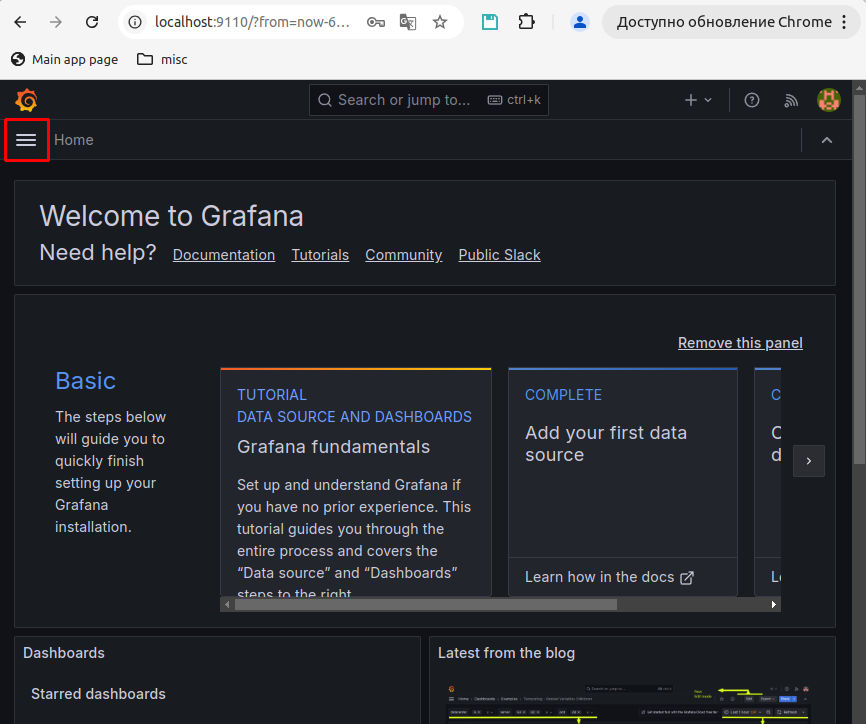 localhost:9110/?from=now-6...
Доступно обновление Chrome
Main app page
misc
Search or jump to...
ctrl+k
Home
Welcome to Grafana
Need help?
Documentation
Tutorials
Community
Public Slack
Remove this panel
Basic
The steps below
will guide you to
quickly finish
setting up your
Grafana
installation.
TUTORIAL
DATA SOURCE AND DASHBOARDS
Grafana fundamentals
Set up and understand Grafana if
you have no prior experience. This
tutorial guides you through the
entire process and covers the
“Data source” and “Dashboards”
steps to the right.
COMPLETE
Add your first data
source
Learn how in the docs
Dashboards
Starred dashboards
Latest from the blog